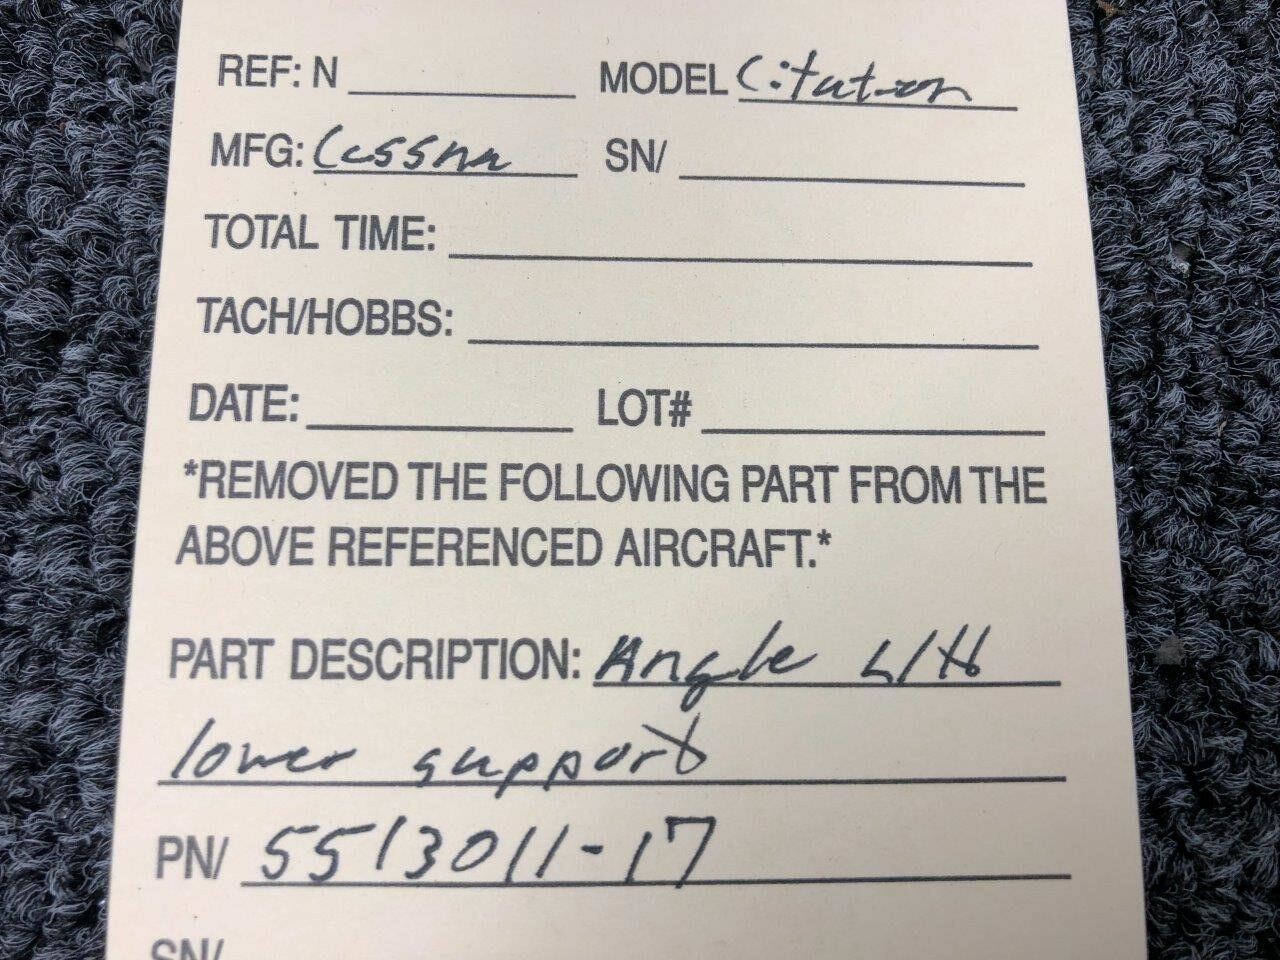 REF: N MODEL Citation
MFG: Cessna SN/
TOTAL TIME:
TACH/HOBBS:
DATE: LOT#
*REMOVED THE FOLLOWING PART FROM THE
ABOVE REFERENCED AIRCRAFT.*
PART DESCRIPTION: Angle L/H
lower support
PN/ 5513011-17
SN/